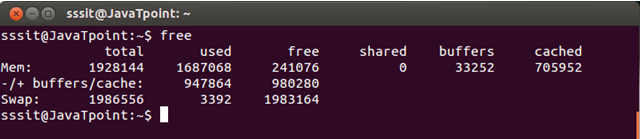 sssit@JavaTpoint: ~
sssit@JavaTpoint:~$ free
             total       used       free     shared    buffers     cached
Mem:       1928144    1687068     241076          0      33252     705952
-/+ buffers/cache:     947864     980280
Swap:      1986556       3392    1983164
sssit@JavaTpoint:~$